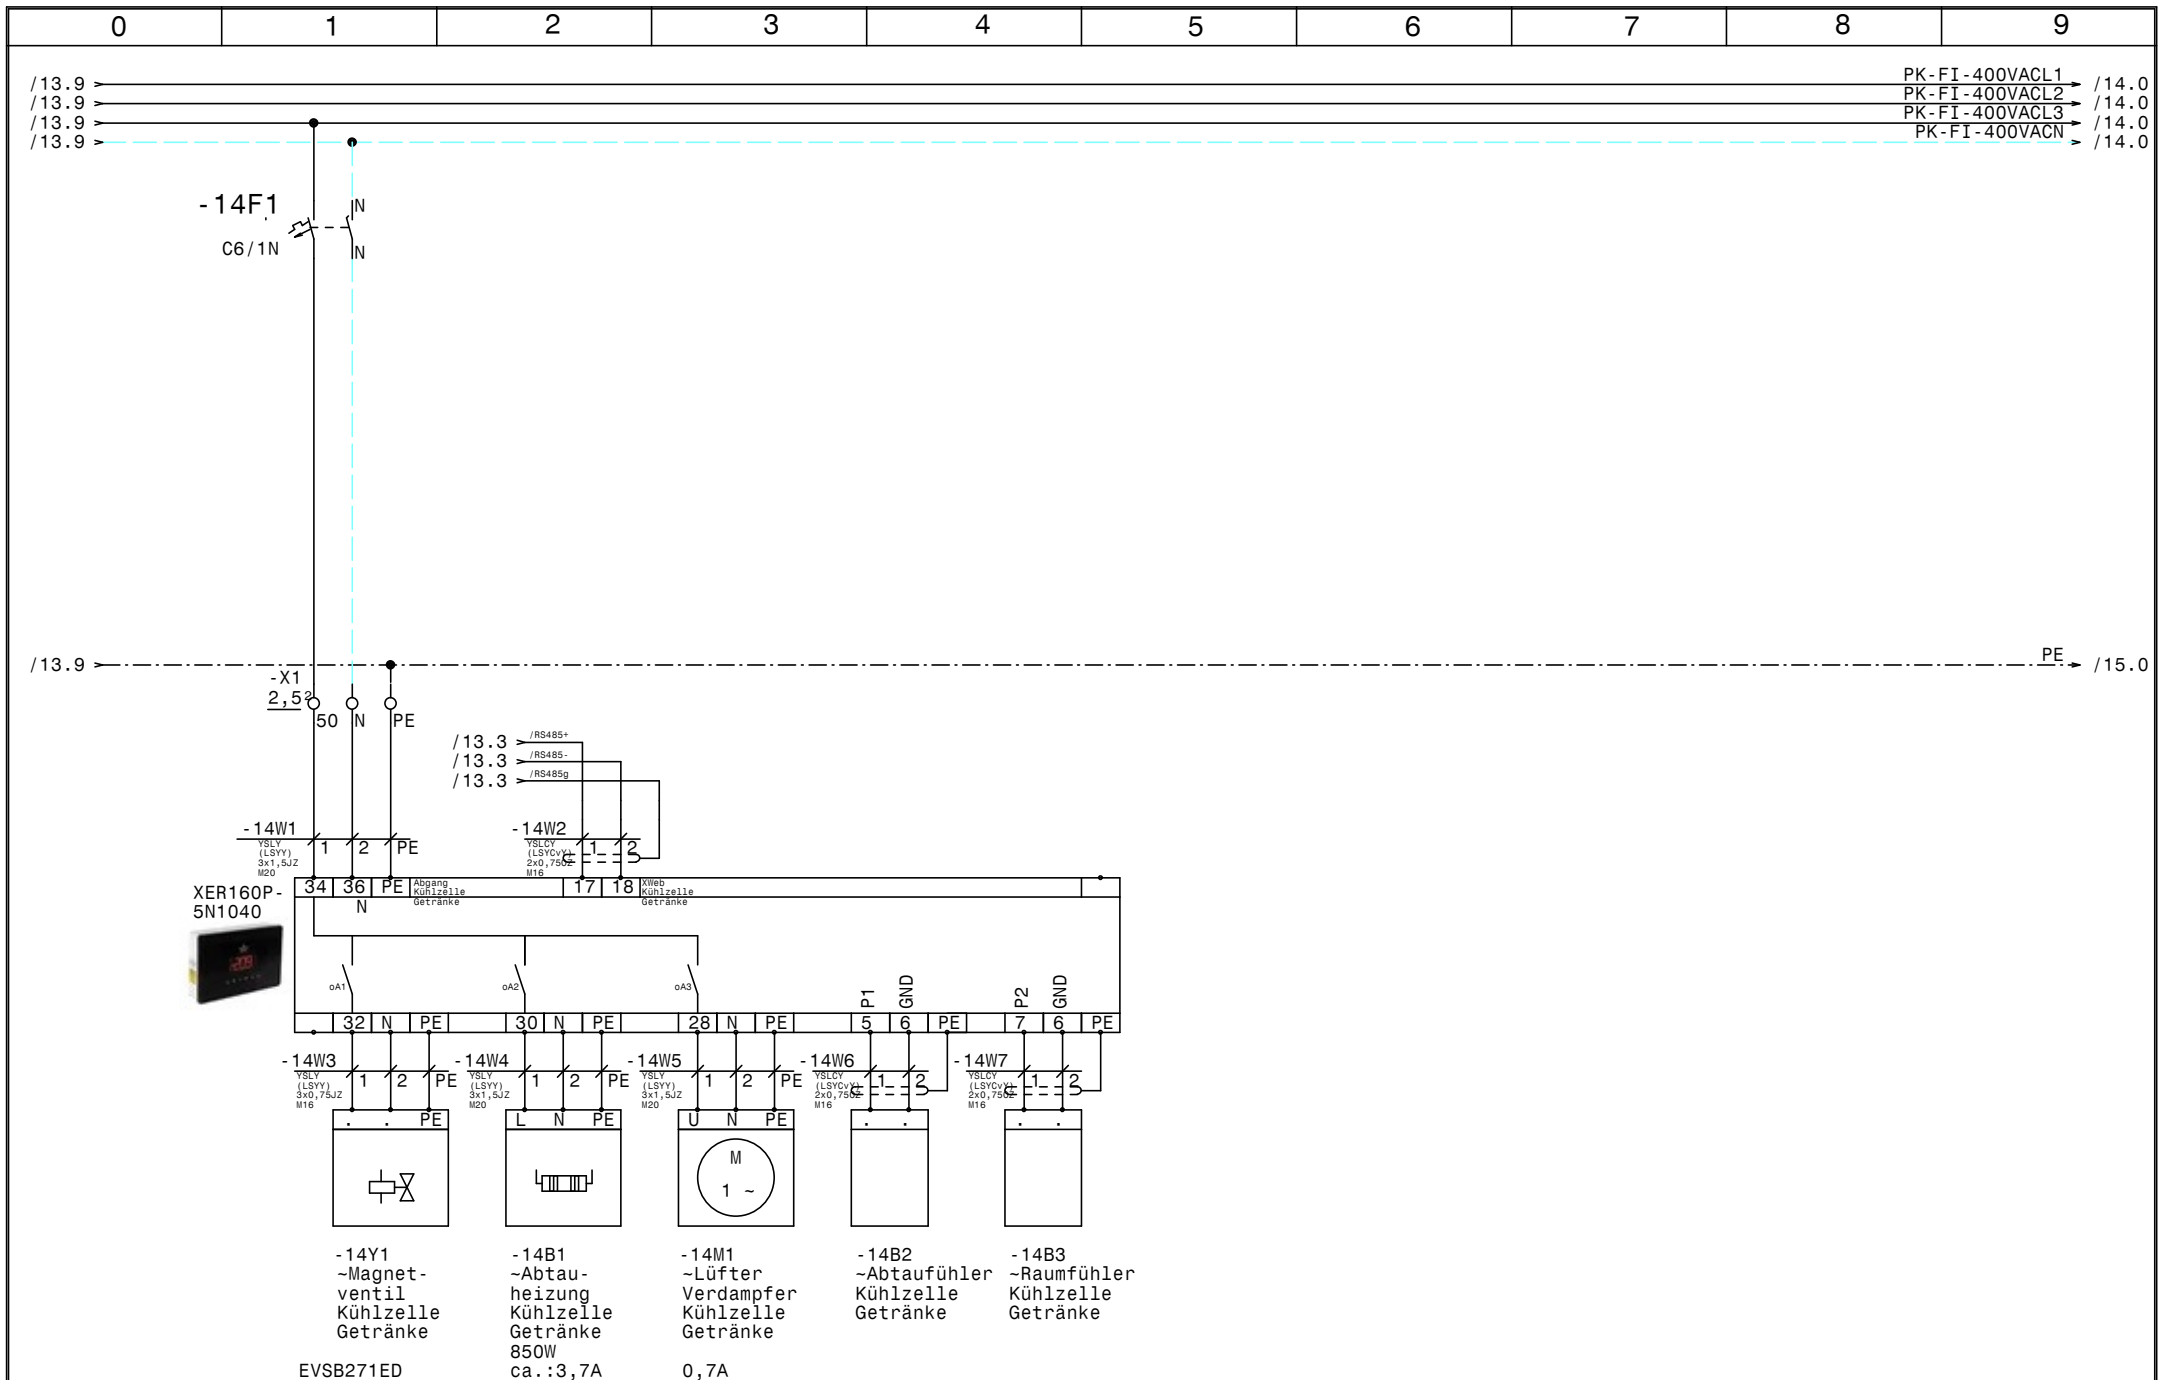 0 1 2 3 4 5 6 7 8 9
/13.9 PK-FI-400VACL1 /14.0
/13.9 PK-FI-400VACL2 /14.0
/13.9 PK-FI-400VACL3 /14.0
/13.9 PK-FI-400VACN /14.0
-14F1 N
C6/1N N
/13.9 PE /15.0
-X1
2,5²
50 N PE
/13.3 /RS485+
/13.3 /RS485-
/13.3 /RS485g
-14W1 1 2 PE
YSLY
(LSYY)
3x1,5JZ
M20
-14W2 1 2
YSLCY
(LSYCvY)
2x0,75OZ
M16
XER160P-
5N1040
34 36 PE 17 18
N
Abgang
Kühlzelle
Getränke
XWeb
Kühlzelle
Getränke
oA1 oA2 oA3 P1 GND P2 GND
32 N PE 30 N PE 28 N PE 5 6 PE 7 6 PE
-14W3 1 2 PE
YSLY
(LSYY)
3x0,75JZ
M16
-14W4 1 2 PE
YSLY
(LSYY)
3x1,5JZ
M20
-14W5 1 2 PE
YSLY
(LSYY)
3x1,5JZ
M20
-14W6 1 2
YSLCY
(LSYCvY)
2x0,75OZ
M16
-14W7 1 2
YSLCY
(LSYCvY)
2x0,75OZ
M16
. . PE L N PE U N PE . . . .
M
1 ~
-14Y1
~Magnet-
ventil
Kühlzelle
Getränke
EVSB271ED
-14B1
~Abtau-
heizung
Kühlzelle
Getränke
850W
ca.:3,7A
-14M1
~Lüfter
Verdampfer
Kühlzelle
Getränke
0,7A
-14B2
~Abtaufühler
Kühlzelle
Getränke
-14B3
~Raumfühler
Kühlzelle
Getränke